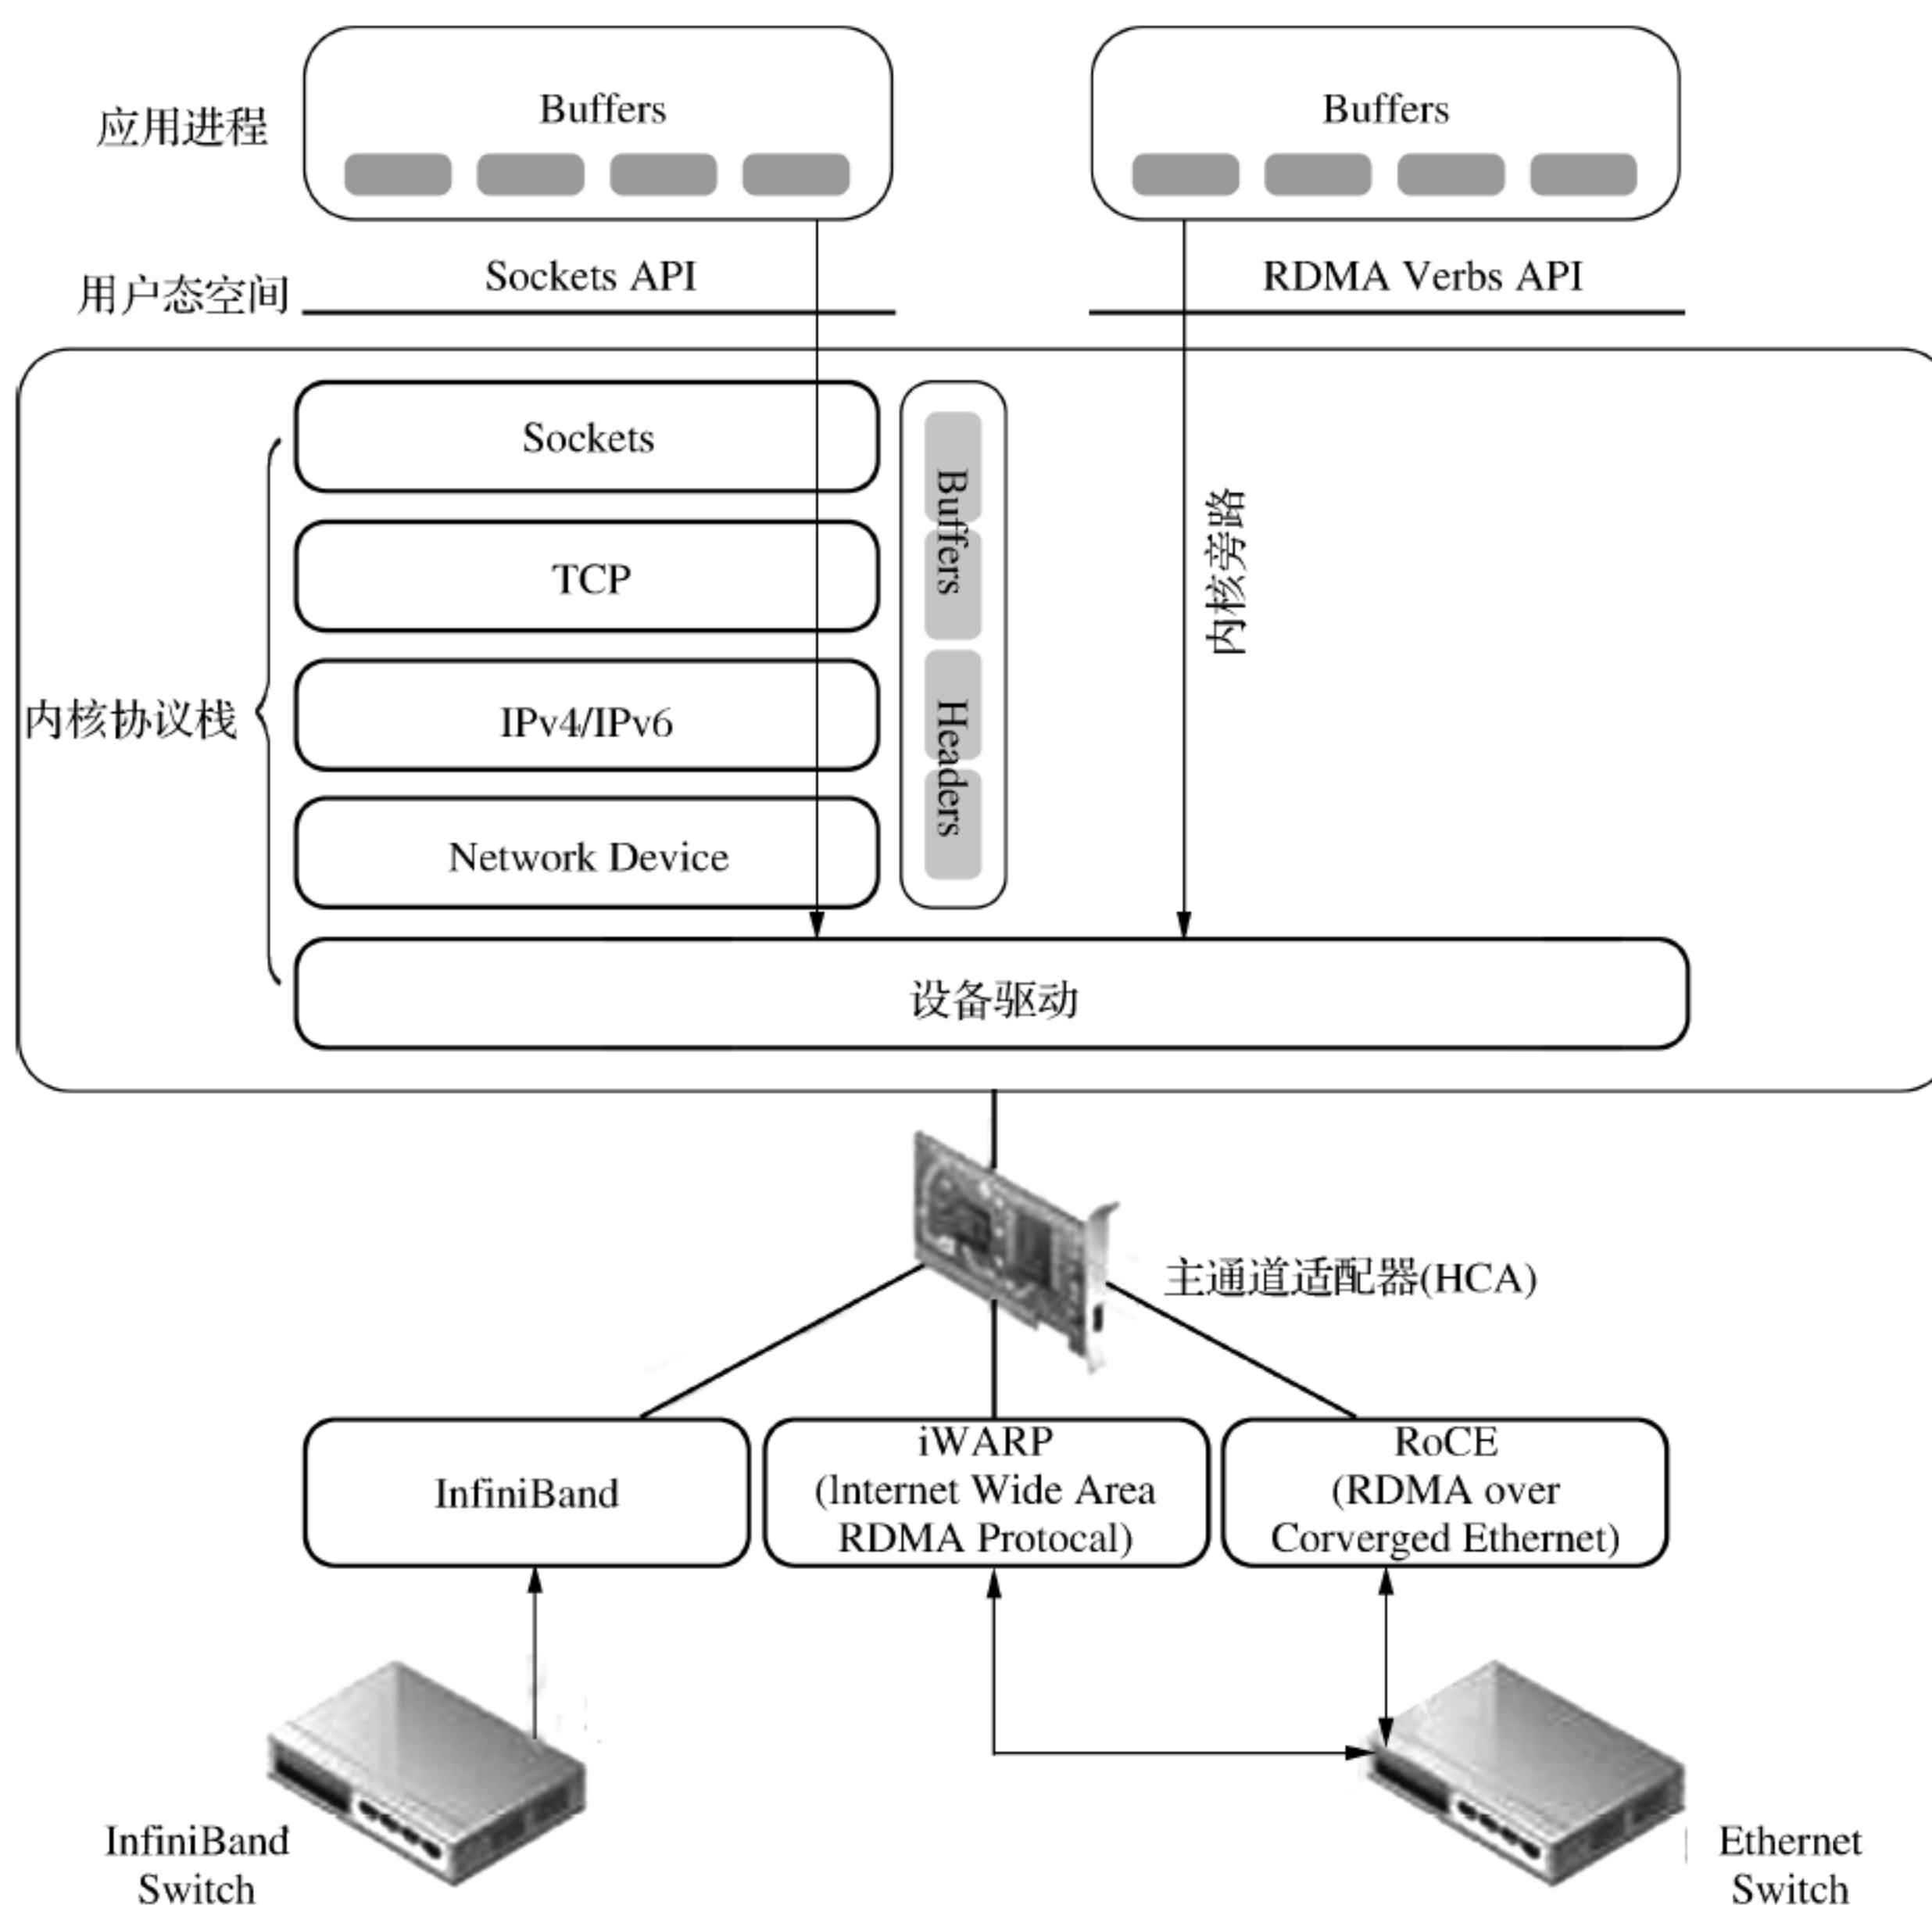 应用进程
Buffers
Buffers
用户态空间
Sockets API
RDMA Verbs API
Sockets
TCP
IPv4/IPv6
Network Device
Buffers
Headers
内核旁路
内核协议栈
设备驱动
主通道适配器(HCA)
InfiniBand
iWARP
(Internet Wide Area
RDMA Protocal)
RoCE
(RDMA over
Corverged Ethernet)
InfiniBand
Switch
Ethernet
Switch